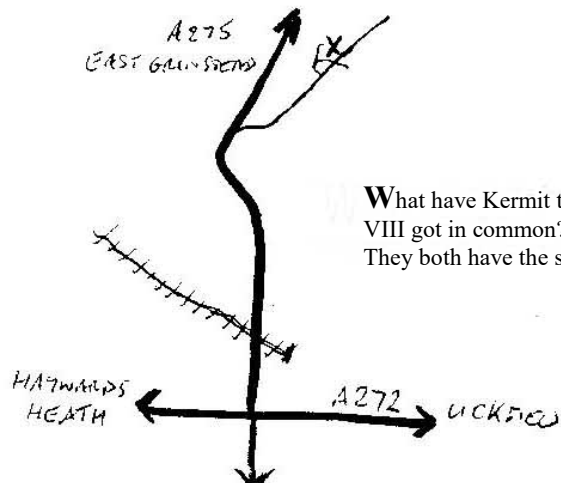 A275
EAST GRINSTEAD
X
What have Kermit t
VIII got in common?
They both have the s
HAYWARDS
HEATH
A272
UCKFIELD